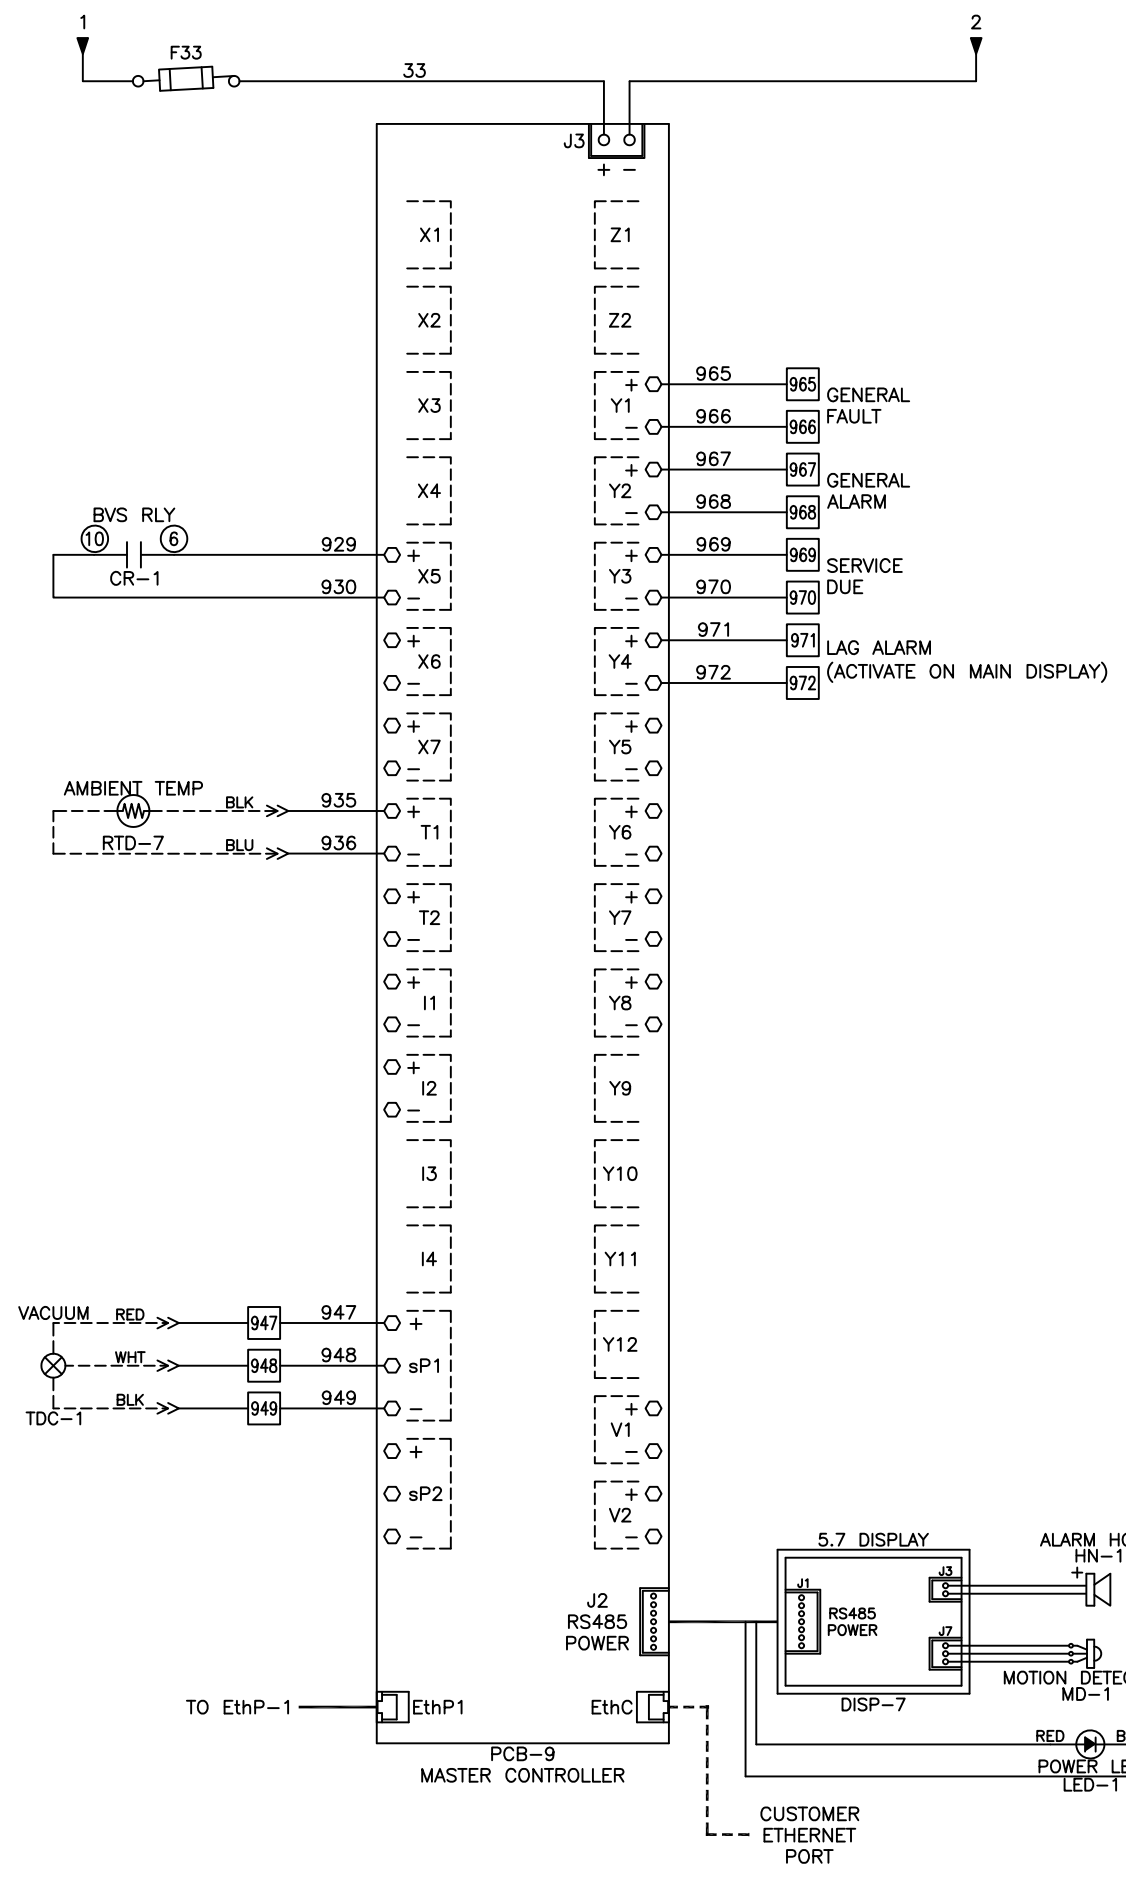 1
2
F33
33
J3
+ −
X1
Z1
X2
Z2
X3
965
+
Y1
965
GENERAL
FAULT
966
−
966
X4
967
+
Y2
967
GENERAL
ALARM
968
−
968
BVS RLY
10
6
CR−1
929
+
X5
930
−
969
+
Y3
969
SERVICE
DUE
970
−
970
+
X6
−
971
+
Y4
971
LAG ALARM
(ACTIVATE ON MAIN DISPLAY)
972
−
972
+
X7
−
+
Y5
−
AMBIENT TEMP
BLK
935
+
T1
RTD−7
BLU
936
−
+
Y6
−
+
T2
−
+
Y7
−
+
I1
−
+
Y8
−
+
I2
−
Y9
I3
Y10
I4
Y11
VACUUM
RED
947
947
+
WHT
948
948
sP1
TDC−1
BLK
949
949
−
Y12
+
V1
−
+
sP2
−
+
V2
−
J2
RS485
POWER
5.7 DISPLAY
J1
RS485
POWER
J3
J7
DISP−7
ALARM
HN−1
+
MOTION
MD−1
RED
POWER
LED−1
TO EthP−1
EthP1
EthC
PCB−9
MASTER CONTROLLER
CUSTOMER
ETHERNET
PORT